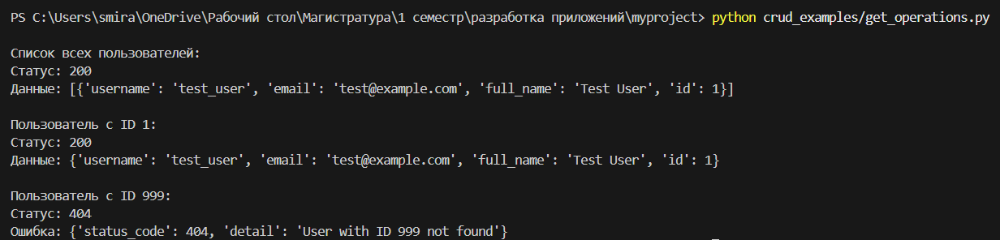 PS C:\Users\smira\OneDrive\Рабочий стол\Магистратура\1 семестр\разработка приложений\myproject> python crud_examples/get_operations.py
Список всех пользователей:
Статус: 200
Данные: [{'username': 'test_user', 'email': 'test@example.com', 'full_name': 'Test User', 'id': 1}]
Пользователь с ID 1:
Статус: 200
Данные: {'username': 'test_user', 'email': 'test@example.com', 'full_name': 'Test User', 'id': 1}
Пользователь с ID 999:
Статус: 404
Ошибка: {'status_code': 404, 'detail': 'User with ID 999 not found'}